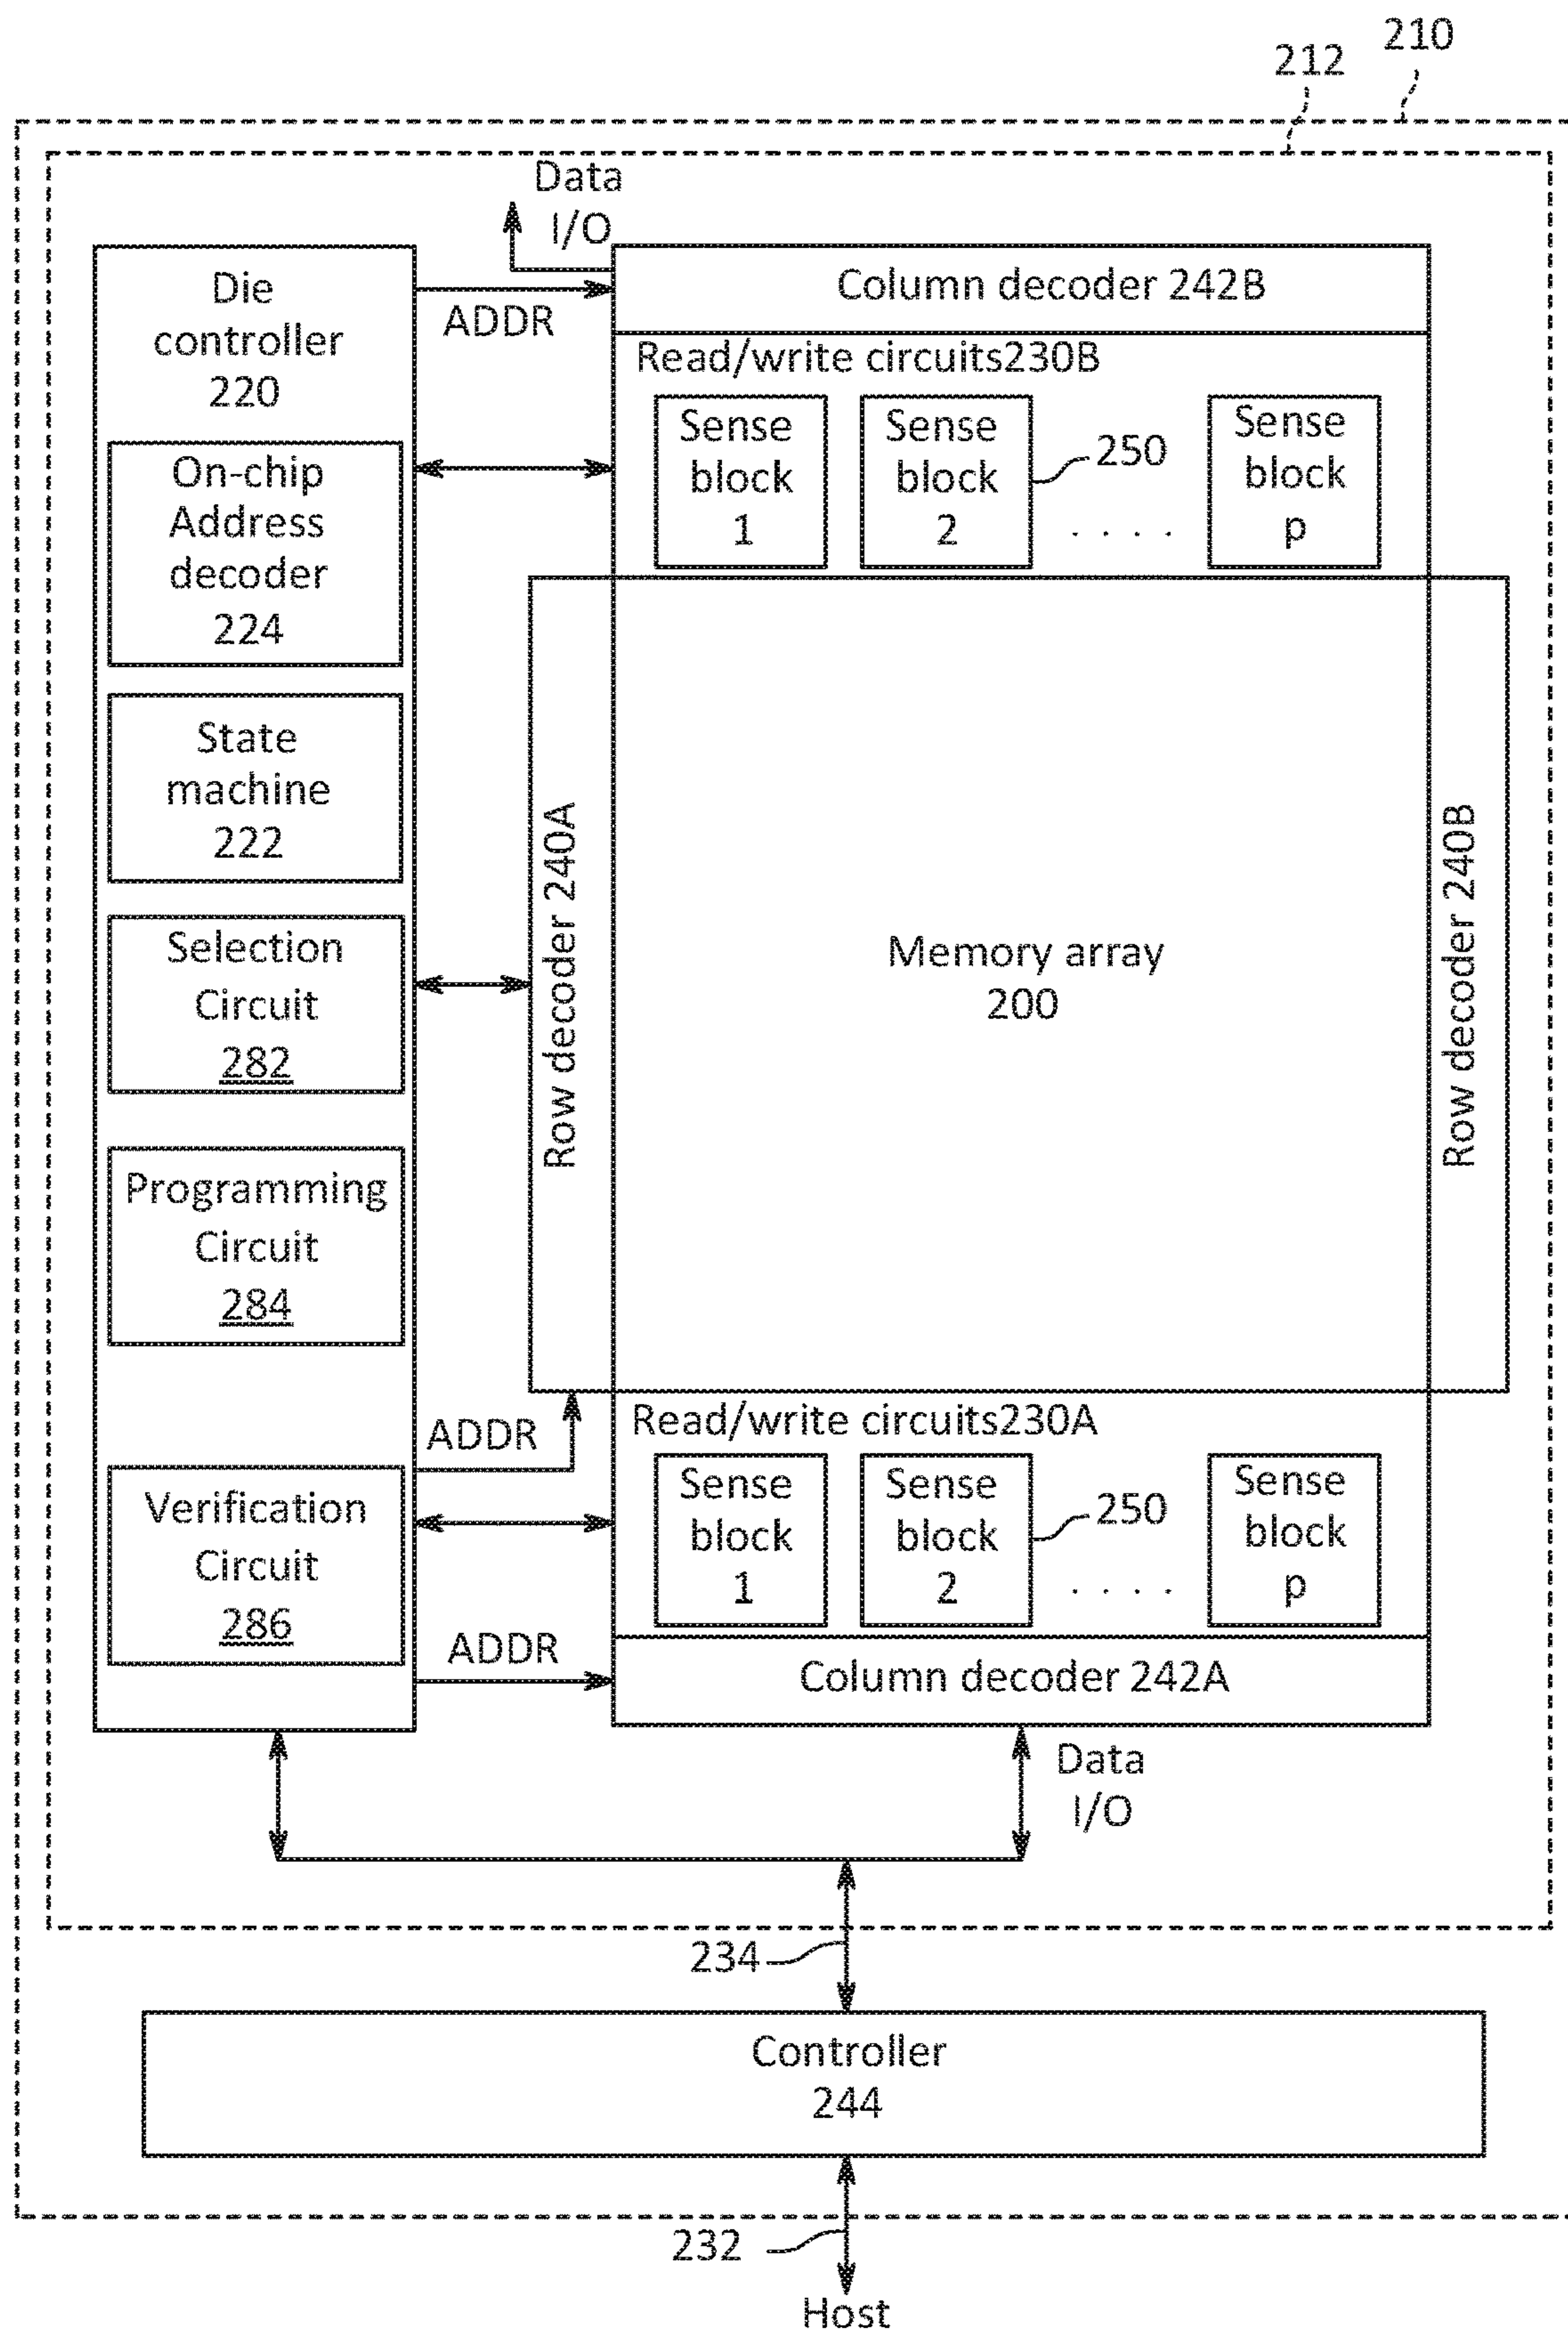 210
212
Data
I/O
Die
controller
220
ADDR
Column decoder 242B
Read/write circuits230B
Sense
block
1
Sense
block
2
250
. . . .
Sense
block
p
On-chip
Address
decoder
224
State
machine
222
Selection
Circuit
282
Programming
Circuit
284
Verification
Circuit
286
Row decoder 240A
Memory array
200
Row decoder 240B
ADDR
Read/write circuits230A
Sense
block
1
Sense
block
2
250
. . . .
Sense
block
p
ADDR
Column decoder 242A
Data
I/O
234
Controller
244
232
Host